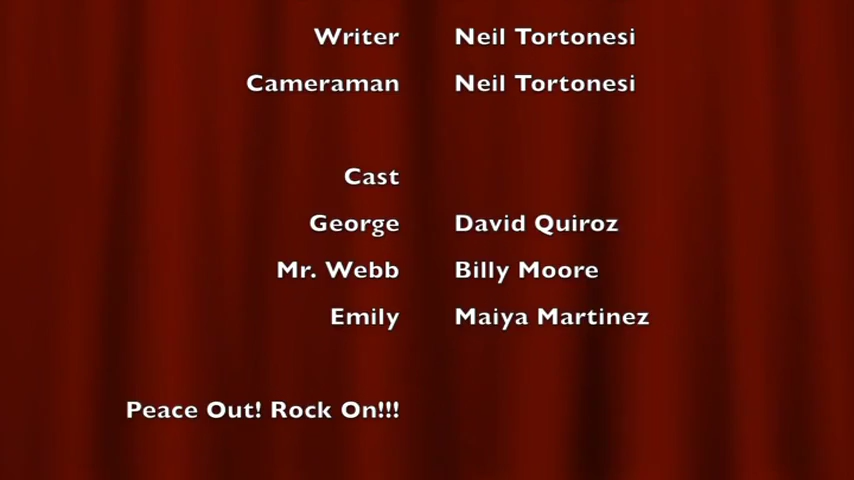 Writer Neil Tortonesi
Cameraman Neil Tortonesi
Cast
George David Quiroz
Mr. Webb Billy Moore
Emily Maiya Martinez
Peace Out! Rock On!!!